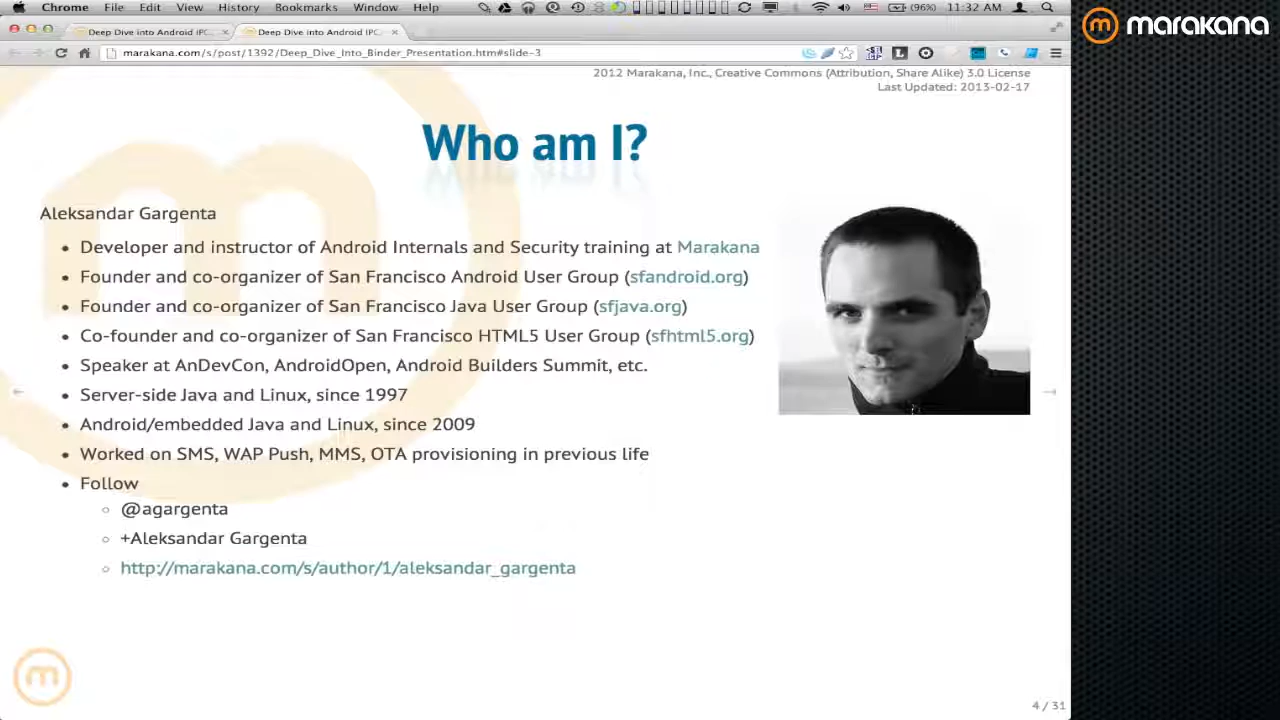 Chrome File Edit View History Bookmarks Window Help (96%) 11:32 AM
marakana
Deep Dive into Android IPC... Deep Dive into Android IPC...
marakana.com/s/post/1392/Deep_Dive_Into_Binder_Presentation.htm#slide-3
2012 Marakana, Inc., Creative Commons (Attribution, Share Alike) 3.0 License
Last Updated: 2013-02-17
Who am I?
Aleksandar Gargenta
• Developer and instructor of Android Internals and Security training at Marakana
• Founder and co-organizer of San Francisco Android User Group (sfandroid.org)
• Founder and co-organizer of San Francisco Java User Group (sfjava.org)
• Co-founder and co-organizer of San Francisco HTML5 User Group (sfhtml5.org)
• Speaker at AnDevCon, AndroidOpen, Android Builders Summit, etc.
• Server-side Java and Linux, since 1997
• Android/embedded Java and Linux, since 2009
• Worked on SMS, WAP Push, MMS, OTA provisioning in previous life
• Follow
◦ @agargenta
◦ +Aleksandar Gargenta
◦ http://marakana.com/s/author/1/aleksandar_gargenta
4 / 31